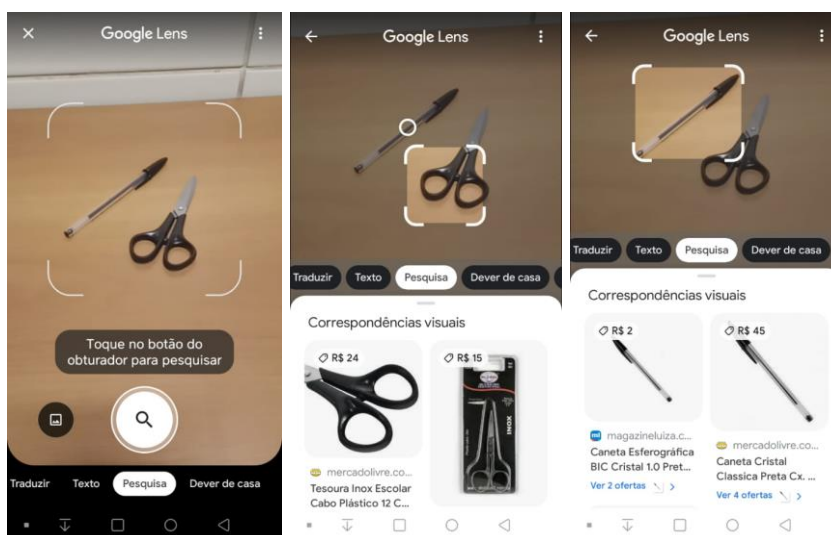 Google Lens
Toque no botão do
obturador para pesquisar
Traduzir Texto Pesquisa Dever de casa
Google Lens
Traduzir Texto Pesquisa Dever de casa
Correspondências visuais
R$ 24
mercadolivre.co...
Tesoura Inox Escolar
Cabo Plástico 12 C...
R$ 15
INOX
Google Lens
Traduzir Texto Pesquisa Dever de casa
Correspondências visuais
R$ 2
magazineluiza.c...
Caneta Esferográfica
BIC Cristal 1.0 Pret...
Ver 2 ofertas
R$ 45
mercadolivre.co...
Caneta Cristal
Classica Preta Cx. ...
Ver 4 ofertas